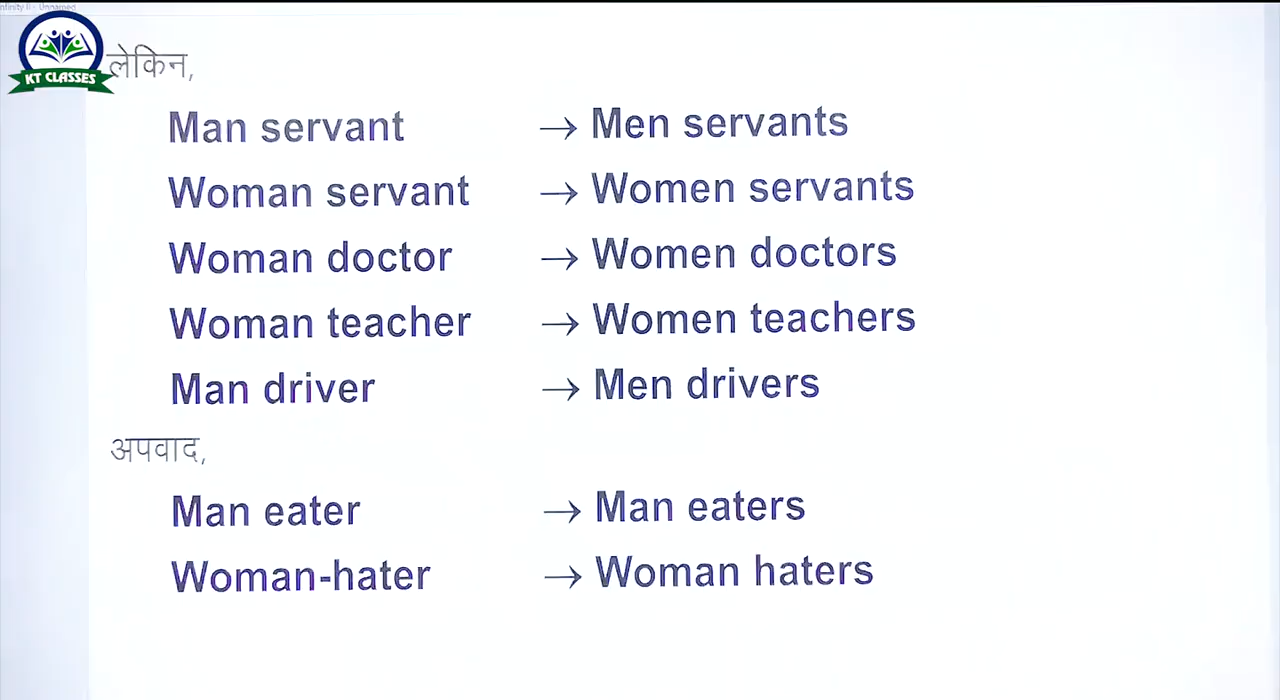 KT CLASSES
लेकिन,
Man servant → Men servants
Woman servant → Women servants
Woman doctor → Women doctors
Woman teacher → Women teachers
Man driver → Men drivers
अपवाद,
Man eater → Man eaters
Woman-hater → Woman haters